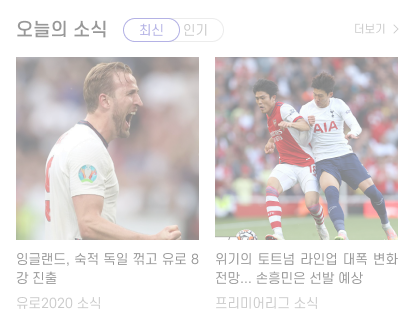 오늘의 소식
최신 인기
더보기
AIA
잉글랜드, 숙적 독일 꺾고 유로 8
강 진출
위기의 토트넘 라인업 대폭 변화
전망... 손흥민은 선발 예상
유로2020 소식
프리미어리그 소식